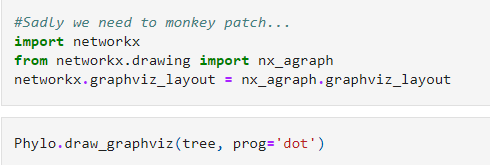 #Sadly we need to monkey patch...
import networkx
from networkx.drawing import nx_agraph
networkx.graphviz_layout = nx_agraph.graphviz_layout
Phylo.draw_graphviz(tree, prog='dot')